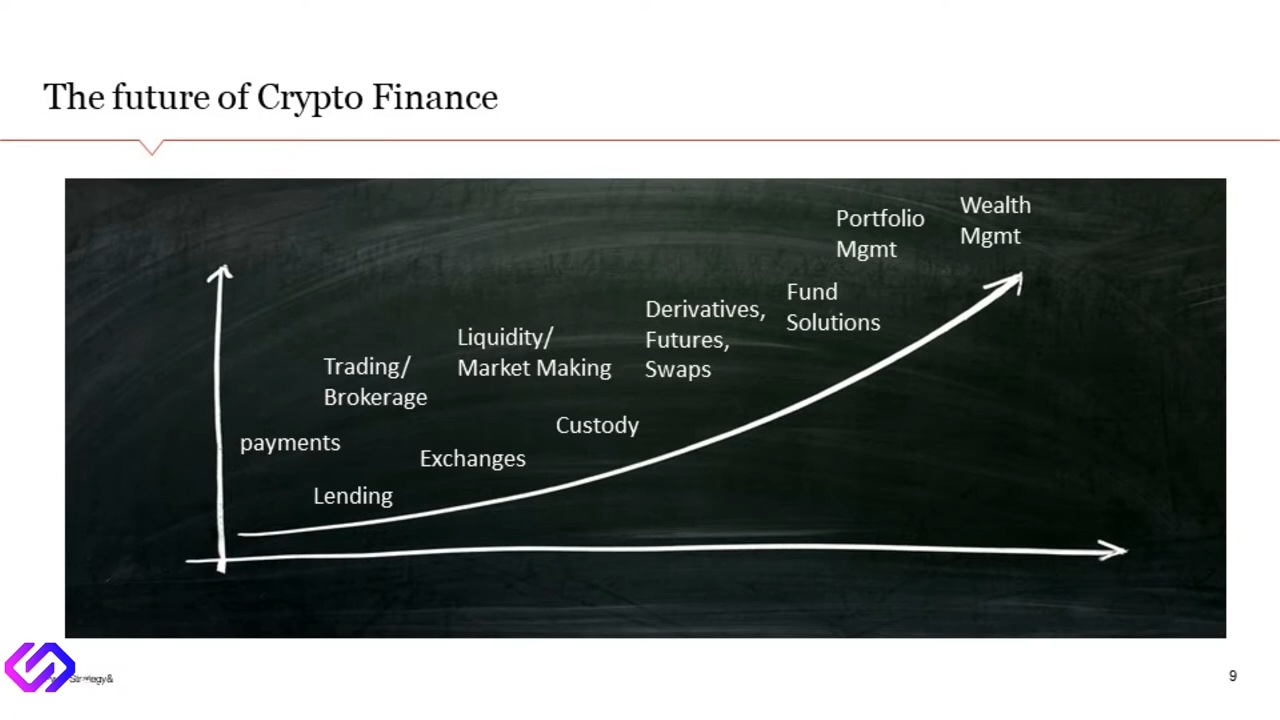 The future of Crypto Finance
Wealth
Mgmt
Portfolio
Mgmt
Fund
Solutions
Derivatives,
Futures,
Swaps
Liquidity/
Market Making
Trading/
Brokerage
Custody
payments
Exchanges
Lending
Strategy&
9